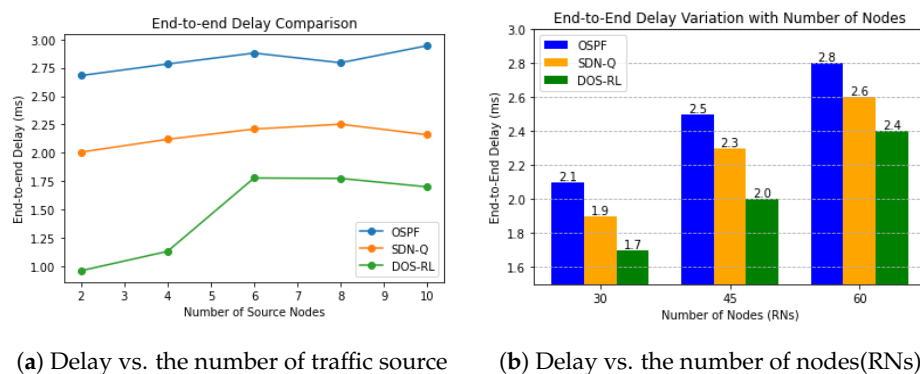 End-to-end Delay Comparison
End-to-end Delay (ms)
3.00
2.75
2.50
2.25
2.00
1.75
1.50
1.25
1.00
OSPF
SDN-Q
DOS-RL
2 3 4 5 6 7 8 9 10
Number of Source Nodes
(a) Delay vs. the number of traffic source
End-to-End Delay Variation with Number of Nodes
End-to-End Delay (ms)
3.0
2.8
2.6
2.4
2.2
2.0
1.8
1.6
OSPF
SDN-Q
DOS-RL
2.1 1.9 1.7
2.5 2.3 2.0
2.8 2.6 2.4
30 45 60
Number of Nodes (RNs)
(b) Delay vs. the number of nodes(RNs)